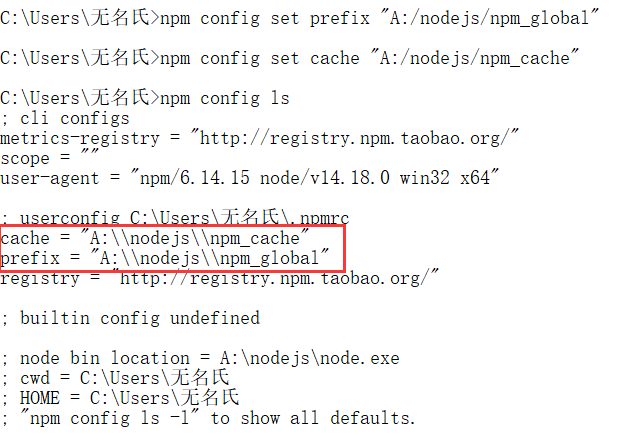 C:\Users\无名氏>npm config set prefix "A:/nodejs/npm_global"
C:\Users\无名氏>npm config set cache "A:/nodejs/npm_cache"
C:\Users\无名氏>npm config ls
; cli configs
metrics-registry = "http://registry.npm.taobao.org/"
scope = ""
user-agent = "npm/6.14.15 node/v14.18.0 win32 x64"
; userconfig C:\Users\无名氏\.npmrc
cache = "A:\\nodejs\\npm_cache"
prefix = "A:\\nodejs\\npm_global"
registry = "http://registry.npm.taobao.org/"
; builtin config undefined
; node bin location = A:\nodejs\node.exe
; cwd = C:\Users\无名氏
; HOME = C:\Users\无名氏
; "npm config ls -l" to show all defaults.